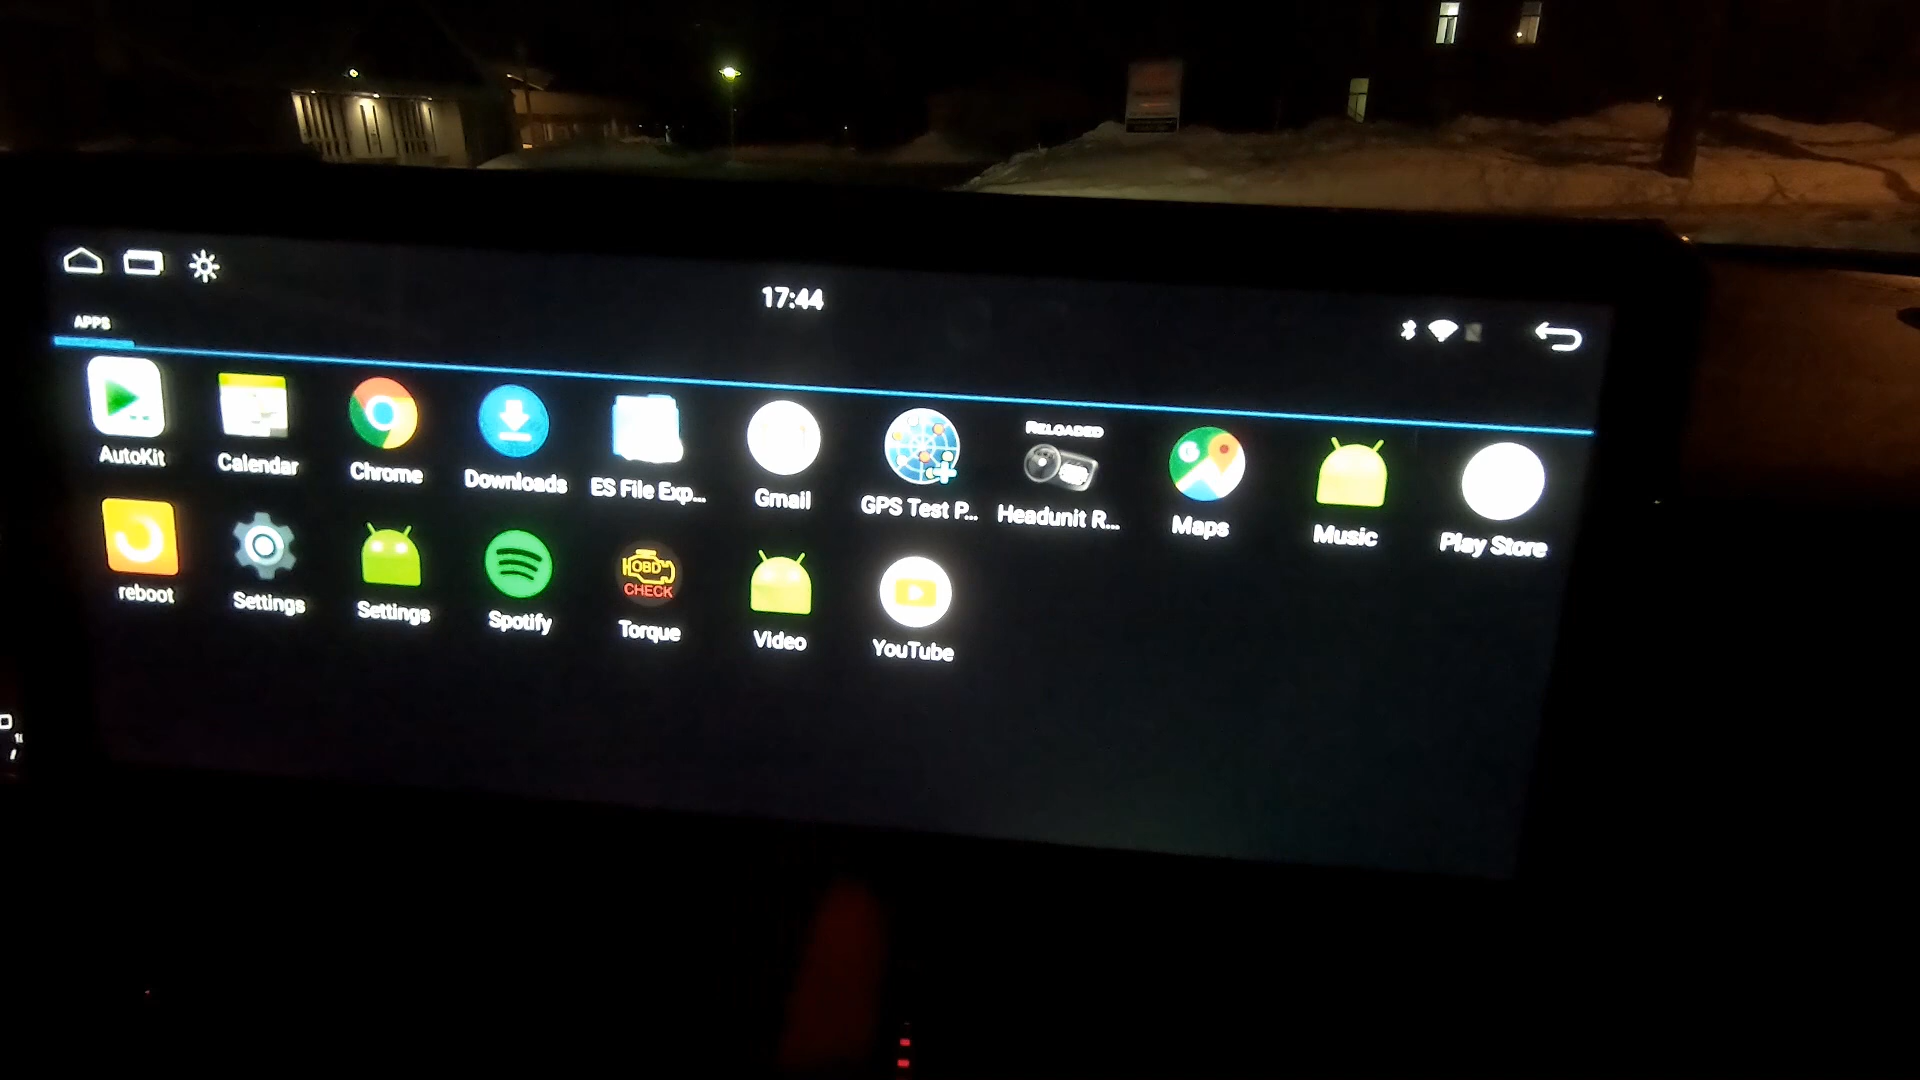 17:44
APPS
AutoKit
Calendar
Chrome
Downloads
ES File Exp...
Gmail
GPS Test P...
RELOADED
Headunit R...
Maps
Music
Play Store
reboot
Settings
Settings
Spotify
OBD
CHECK
Torque
Video
YouTube